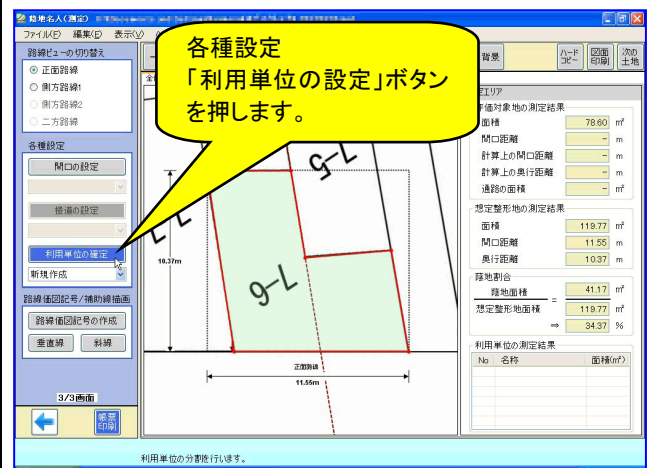 陰地名人(測定)
ファイル(F) 編集(E) 表示(V)
路線ビューの切り替え
正面路線
側方路線1
側方路線2
二方路線
各種設定
間口の設定
接道の設定
利用単位の確定
新規作成
路線価図記号/補助線描画
路線価図記号の作成
垂直線 斜線
3/3画面
帳票
印刷
各種設定
「利用単位の設定」ボタン
を押します。
背景
ハード
コピー
図面
印刷
次の
土地
7-5
7-7
9-L
10.37m
正面路線
11.55m
評価対象地の測定結果
面積 78.60 ㎡
間口距離 - m
計算上の間口距離 - m
計算上の奥行距離 - m
通路の面積 - ㎡
想定整形地の測定結果
面積 119.77 ㎡
間口距離 11.55 m
奥行距離 10.37 m
蔭地割合
蔭地面積 41.17 ㎡
=
想定整形地面積 119.77 ㎡
⇒ 34.37 %
利用単位の測定結果
No 名称 面積(㎡)
利用単位の分割を行います。